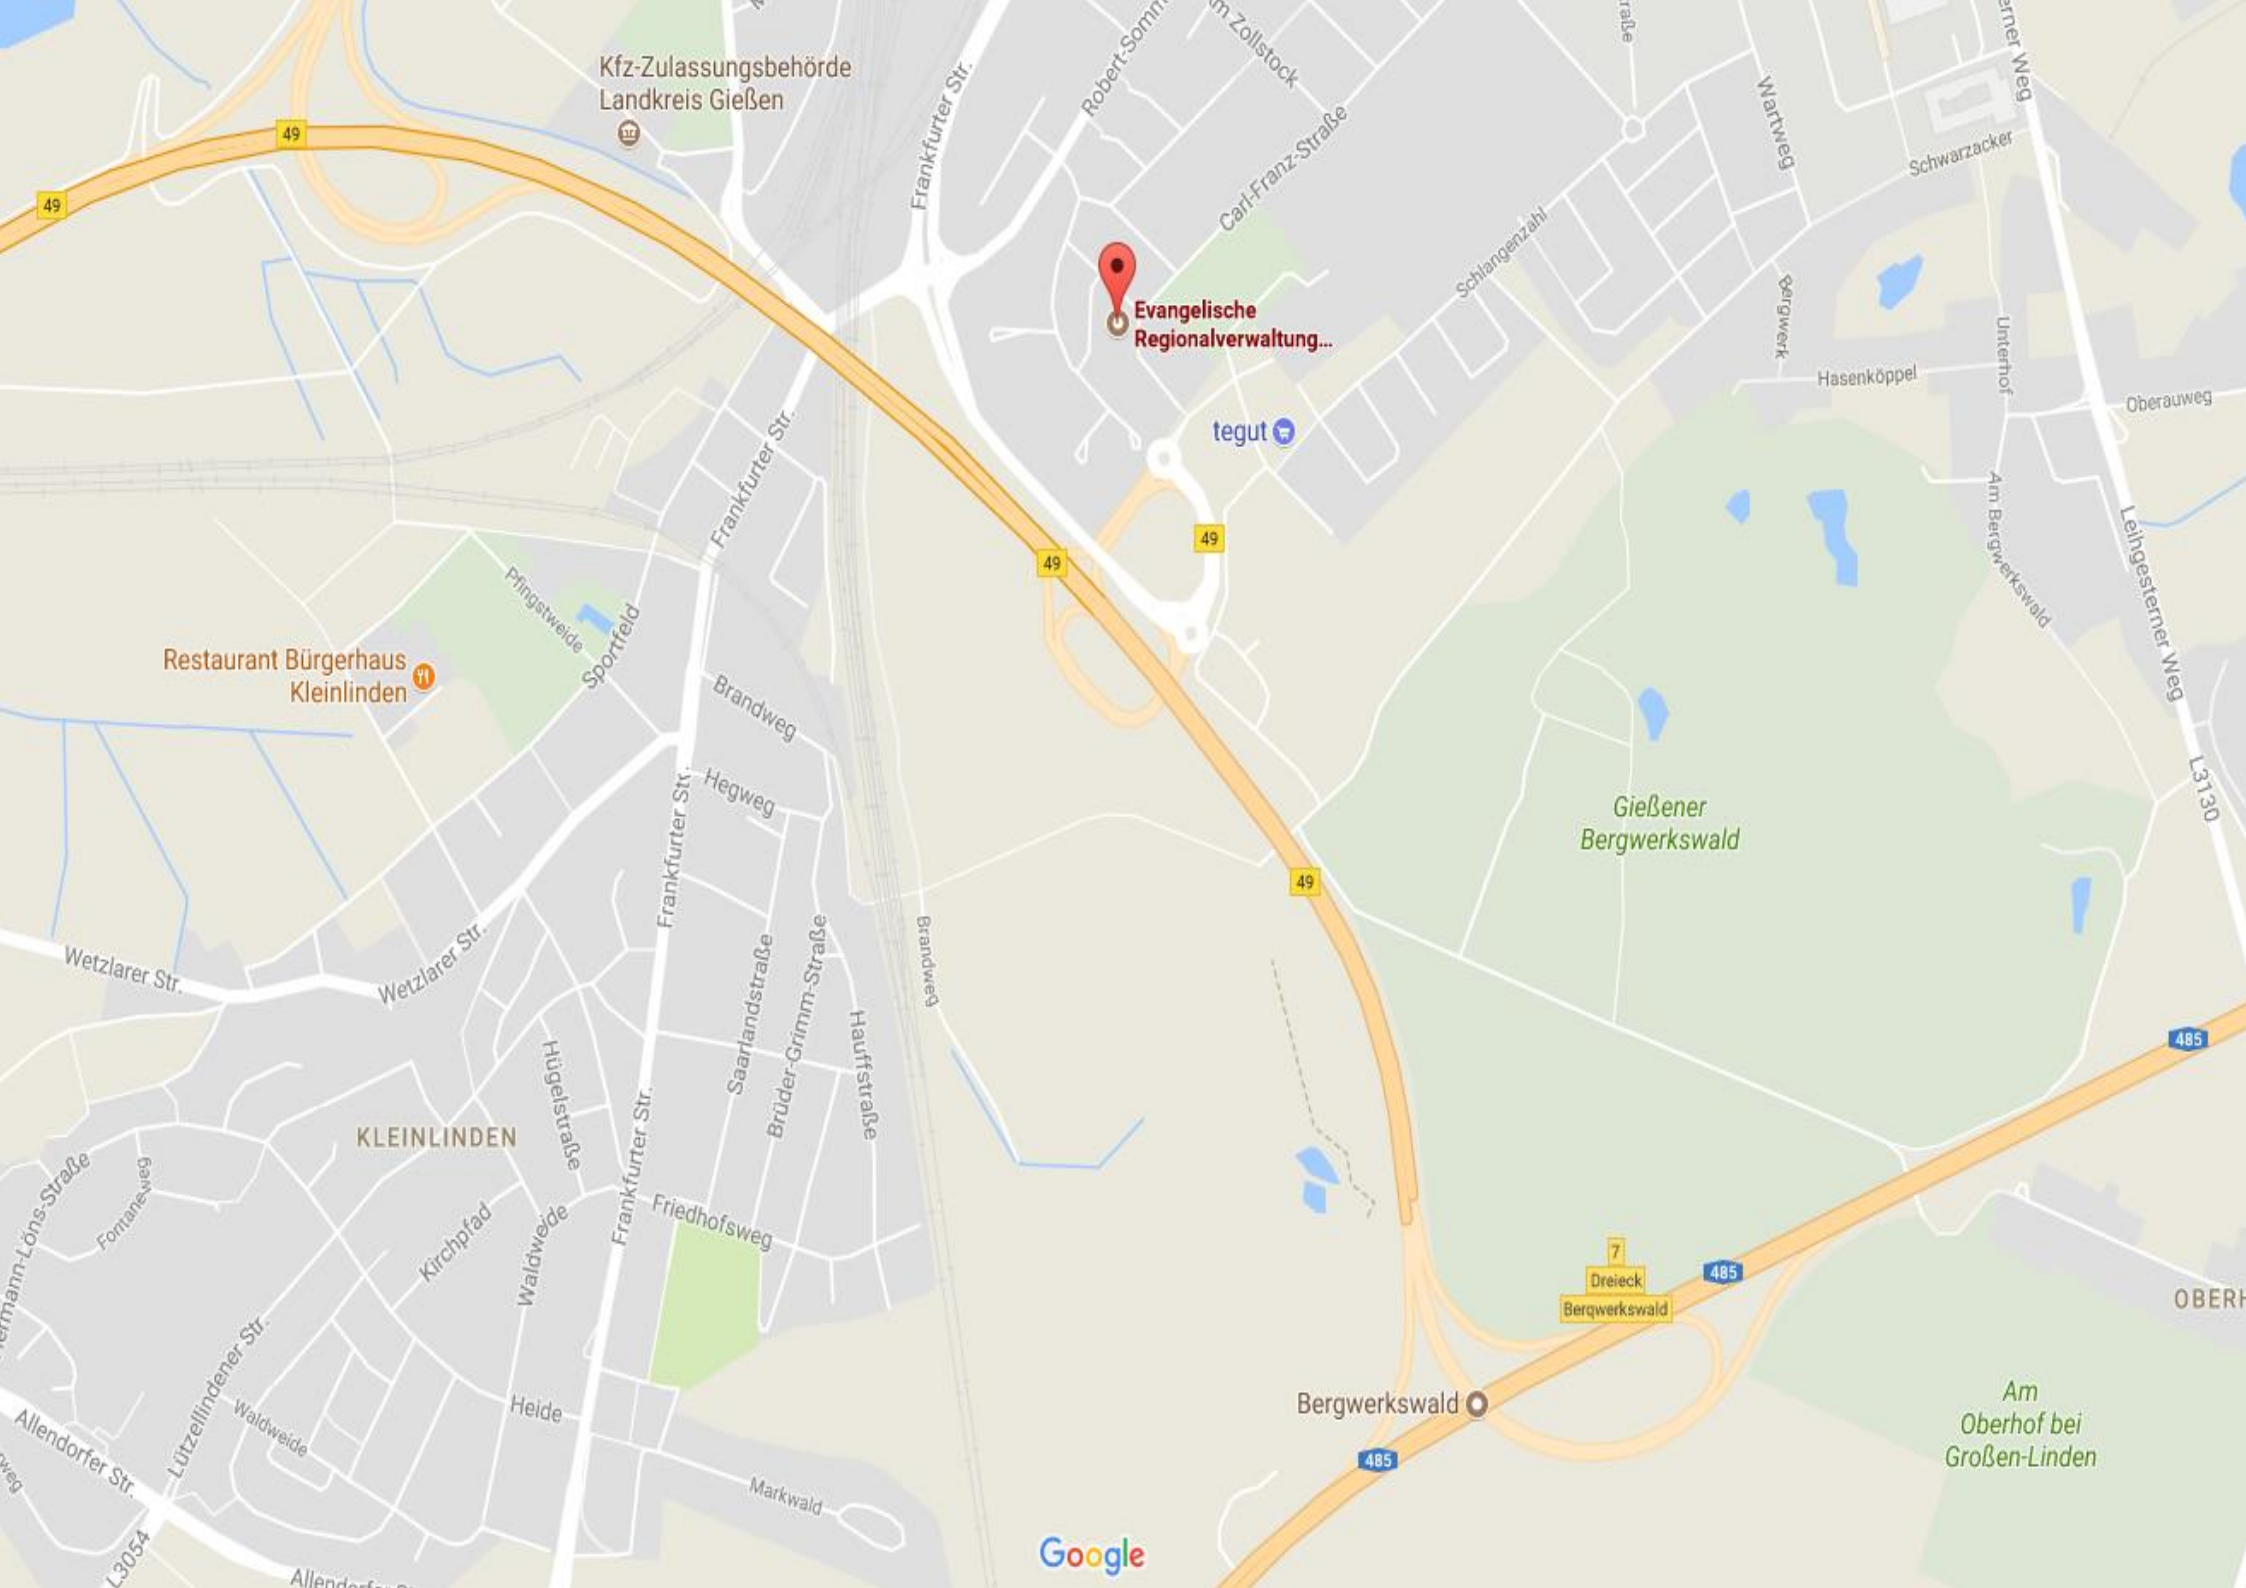 Kfz-Zulassungsbehörde
Landkreis Gießen
49
49
Frankfurter Str.
Carl-Franz-Straße
Wartweg
Schwarzacker
Schlangenzahl
Bergwerk
Evangelische
Regionalverwaltung...
Hasenköppel
Unterhof
Oberauweg
tegut
Frankfurter Str.
49
49
Am Bergwerkswald
Leihgesterner Weg
Pfingstweide
Sportfeld
Restaurant Bürgerhaus
Kleinlinden
Brandweg
Hegweg
L3130
Gießener
Bergwerkswald
Frankfurter Str.
49
Wetzlarer Str.
Wetzlarer Str.
Brandweg
Saarlandstraße
Brüder-Grimm-Straße
Hauffstraße
Hügelstraße
485
KLEINLINDEN
Fontaneweg
Kirchpfad
Waldweide
Frankfurter Str.
Friedhofsweg
7
Dreieck
Bergwerkswald
485
OBERH
Lützellindener Str.
Heide
Waldweide
Allendorfer Str.
Bergwerkswald
485
Am
Oberhof bei
Großen-Linden
Markwald
L3054
Google